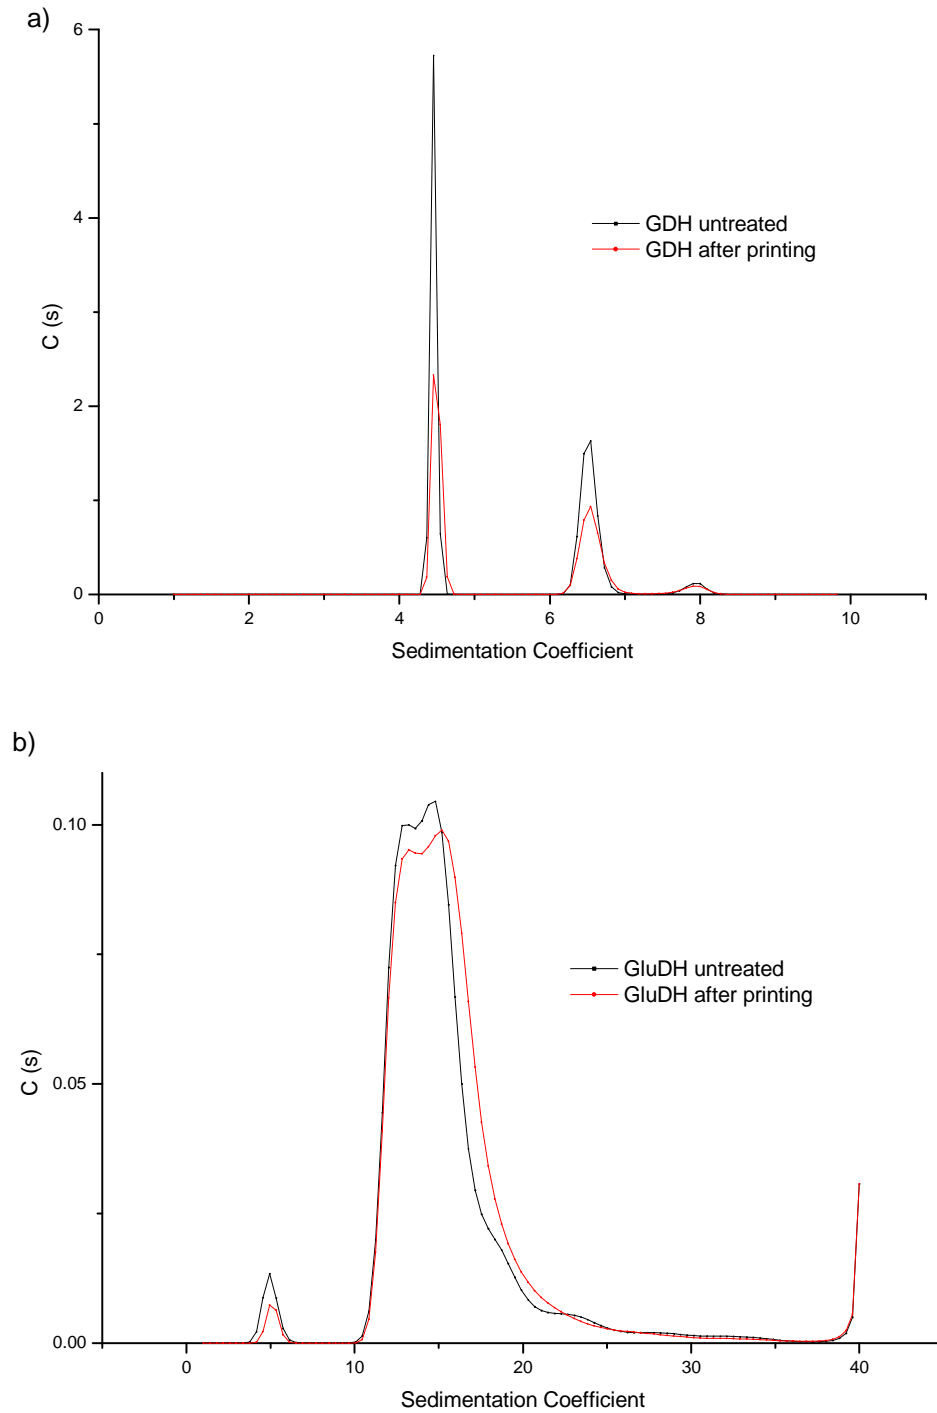 a)
6
4
2
0
C (s)
GDH untreated
GDH after printing
0 2 4 6 8 10
Sedimentation Coefficient
b)
0.10
0.05
0.00
C (s)
GluDH untreated
GluDH after printing
0 10 20 30 40
Sedimentation Coefficient